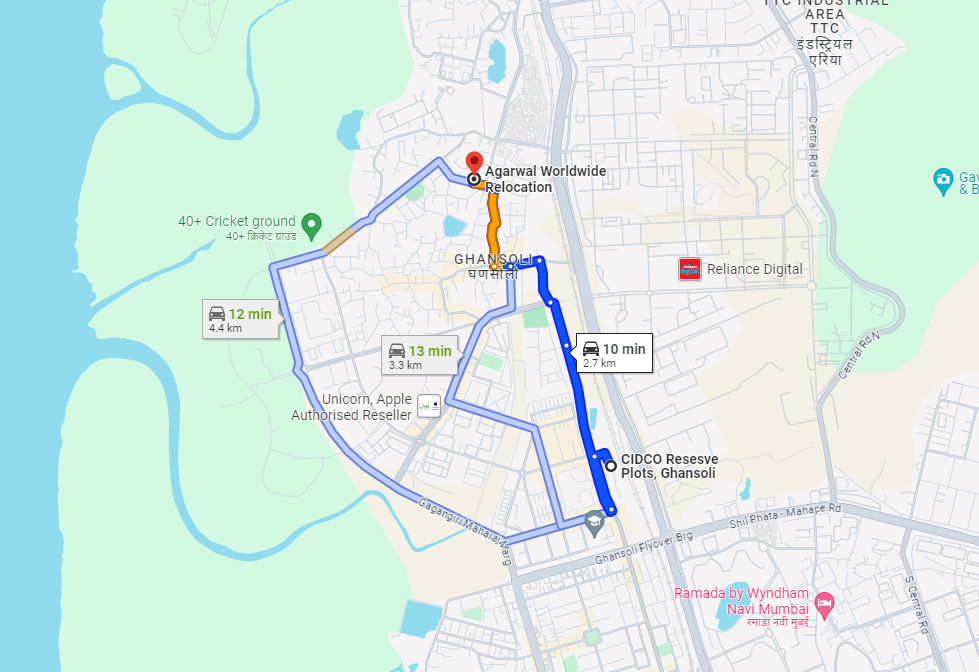 TTC INDUSTRIAL
AREA
TTC
इंडस्ट्रियल
एरिया
Central Rd N
Agarwal Worldwide
Relocation
Gav
& B
40+ Cricket ground
40+ क्रिकेट ग्राउंड
GHANSOLI
घणसोली
Reliance Digital
12 min
4.4 km
13 min
3.3 km
10 min
2.7 km
Central Rd N
Unicorn, Apple
Authorised Reseller
CIDCO Resesve
Plots, Ghansoli
Gagangiri Maharaj Marg
Shil Phata - Mahape Rd
Ghansoli Flyover Brg
S Central Rd
Ramada by Wyndham
Navi Mumbai
रमाडा नवी मुंबई